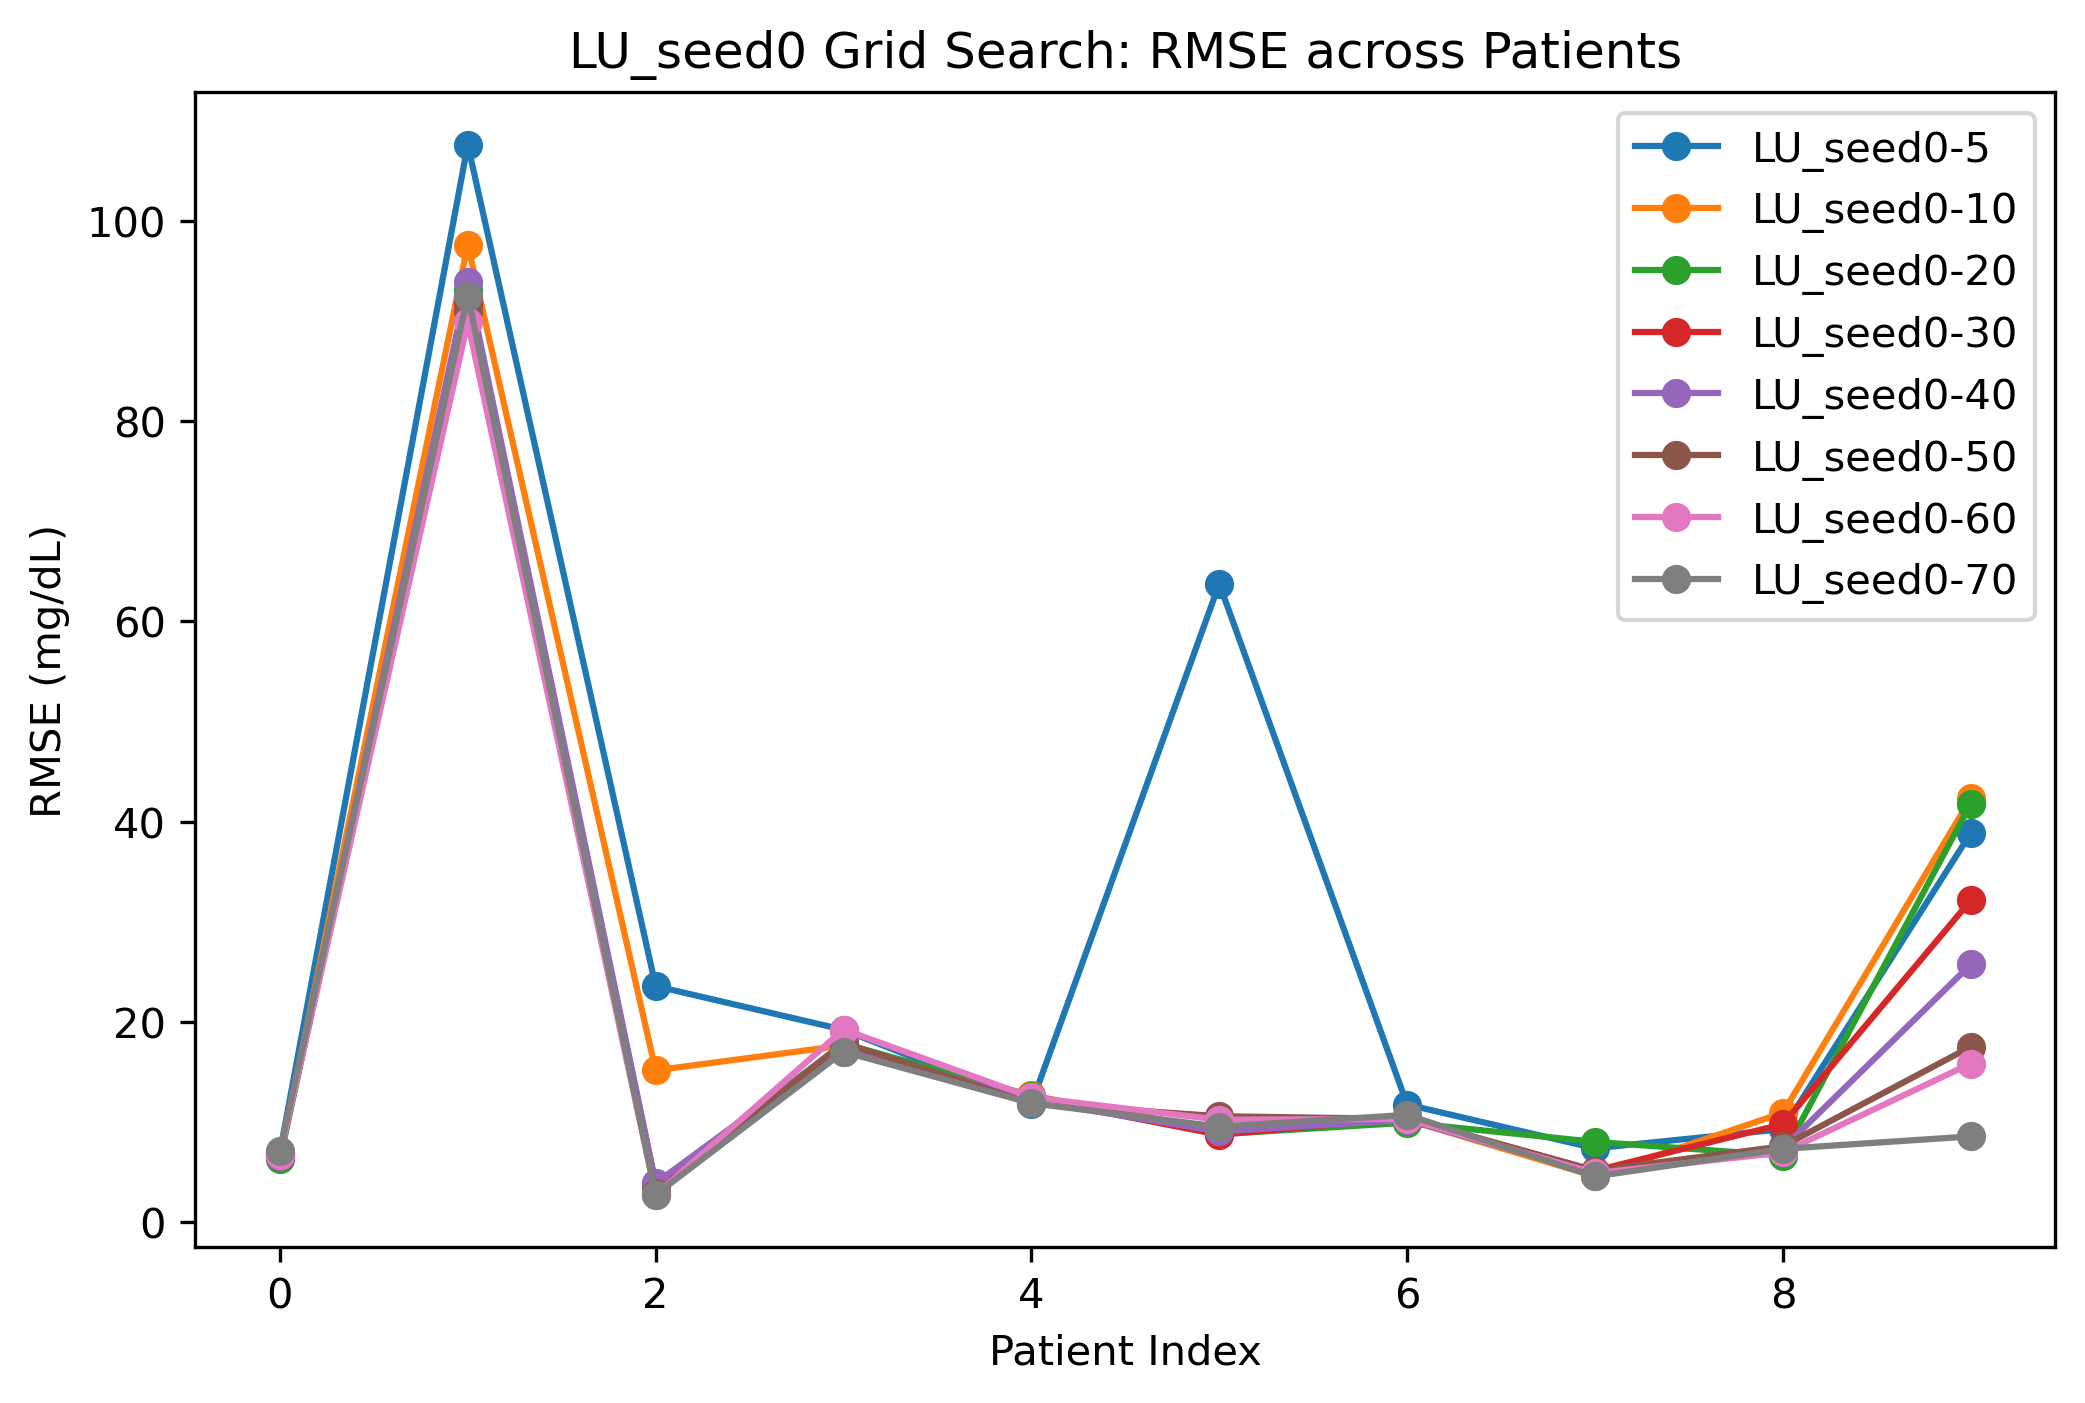 LU_seed0 Grid Search: RMSE across Patients
LU_seed0-5
LU_seed0-10
LU_seed0-20
LU_seed0-30
LU_seed0-40
LU_seed0-50
LU_seed0-60
LU_seed0-70
RMSE (mg/dL)
100
80
60
40
20
0
0 2 4 6 8
Patient Index